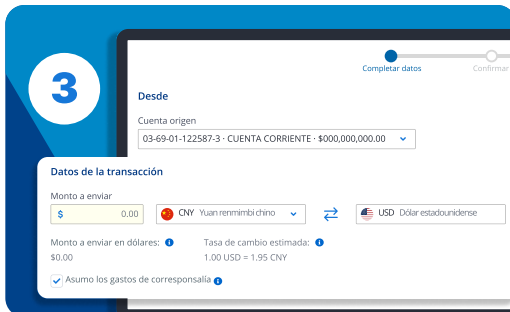 3
Completar datos
Confirmar
Desde
Cuenta origen
03-69-01-122587-3 · CUENTA CORRIENTE · $000,000,000.00
Datos de la transacción
Monto a enviar
$ 0.00 CNY Yuan renmimbi chino USD Dólar estadounidense
Monto a enviar en dólares: Tasa de cambio estimada:
$0.00 1.00 USD = 1.95 CNY
Asumo los gastos de corresponsalía